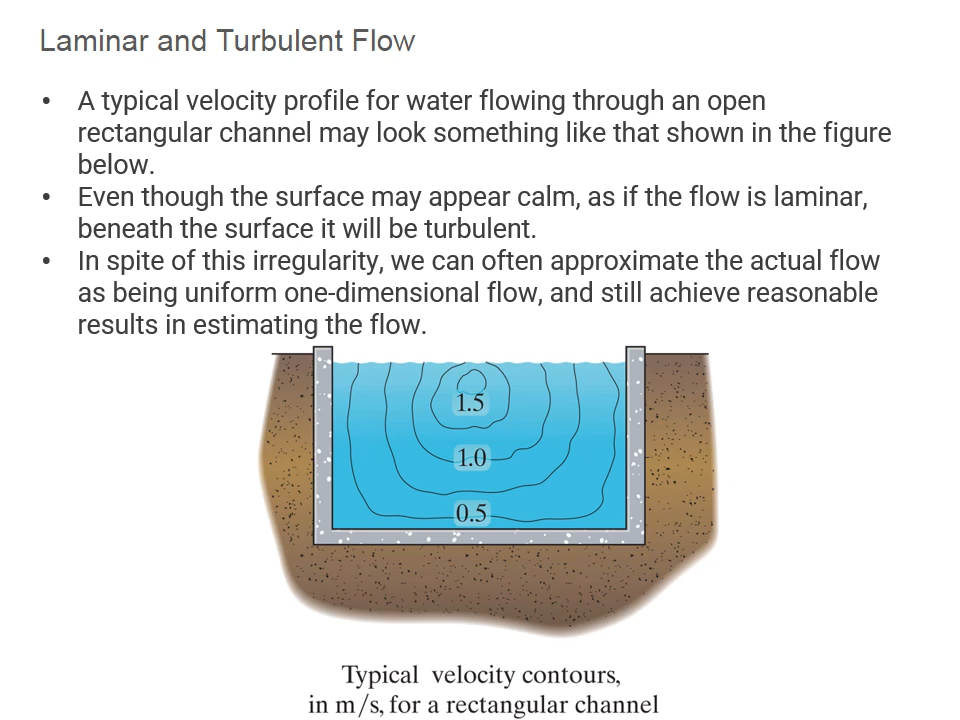 Laminar and Turbulent Flow
• A typical velocity profile for water flowing through an open
rectangular channel may look something like that shown in the figure
below.
• Even though the surface may appear calm, as if the flow is laminar,
beneath the surface it will be turbulent.
• In spite of this irregularity, we can often approximate the actual flow
as being uniform one-dimensional flow, and still achieve reasonable
results in estimating the flow.
1.5
1.0
0.5
Typical velocity contours,
in m/s, for a rectangular channel